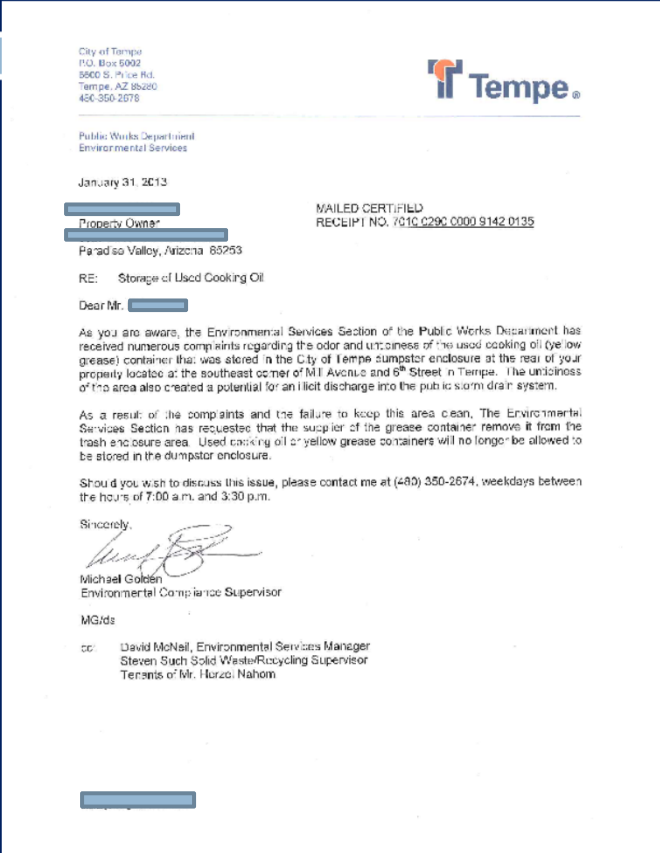 City of Tempe
P.O. Box 5002
Tempe, AZ 85280
Tempe
Public Works Department
Environmental Services
January 31, 2013
MAILED CERTIFIED
RECEIPT NO. 7010 0290 0000 9142 0135
Property Owner
Paradise Valley, Arizona 85253
RE: Storage of Used Cooking Oil
Dear Mr.
As you are aware, the Environmental Services Section of the Public Works Department has
received numerous complaints regarding the odor and untidiness of the used cooking oil (yellow
grease) container that was stored in the City of Tempe dumpster enclosure at the rear of your
property located at the southeast corner of Mill Avenue and 6th Street in Tempe. The untidiness
of the area also created a potential for an illicit discharge into the public storm drain system.
As a result of the complaints and the failure to keep this area clean, The Environmental
Services Section has requested that the supplier of the grease container remove it from the
trash enclosure area. Used cooking oil or yellow grease containers will no longer be allowed to
be stored in the dumpster enclosure.
Should you wish to discuss this issue, please contact me at (480) 350-2674, weekdays between
the hours of 7:00 a.m. and 3:30 p.m.
Sincerely,
Michael Golden
Environmental Compliance Supervisor
MG/ds
cc: David McNeil, Environmental Services Manager
Steven Such Solid Waste/Recycling Supervisor
Tenants of Mr. Herzel Nahom